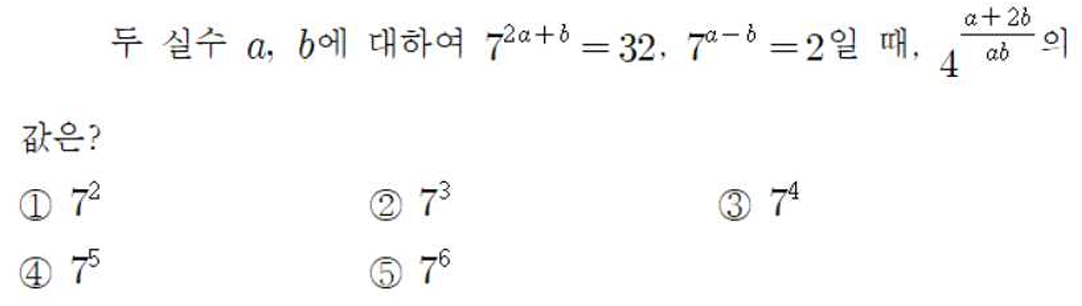 두 실수 a, b에 대하여 7^{2a+b} = 32, 7^{a-b} = 2일 때, 4^{\frac{a+2b}{ab}}의
값은?
① 7^2 ② 7^3 ③ 7^4
④ 7^5 ⑤ 7^6